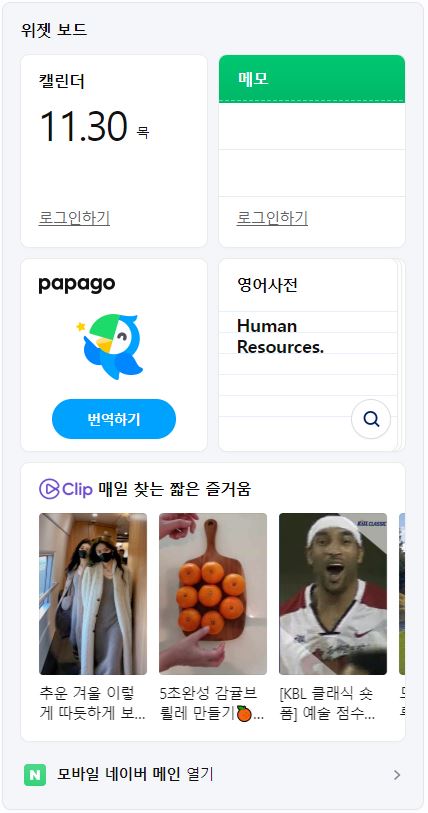 위젯 보드
캘린더
11.30 목
로그인하기
메모
로그인하기
papago
번역하기
영어사전
Human
Resources.
Clip 매일 찾는 짧은 즐거움
추운 겨울 이렇
게 따듯하게 보...
5초완성 감귤브
륄레 만들기🍊...
KBL CLASSIC
[KBL 클래식 숏
폼] 예술 점수...
N 모바일 네이버 메인 열기